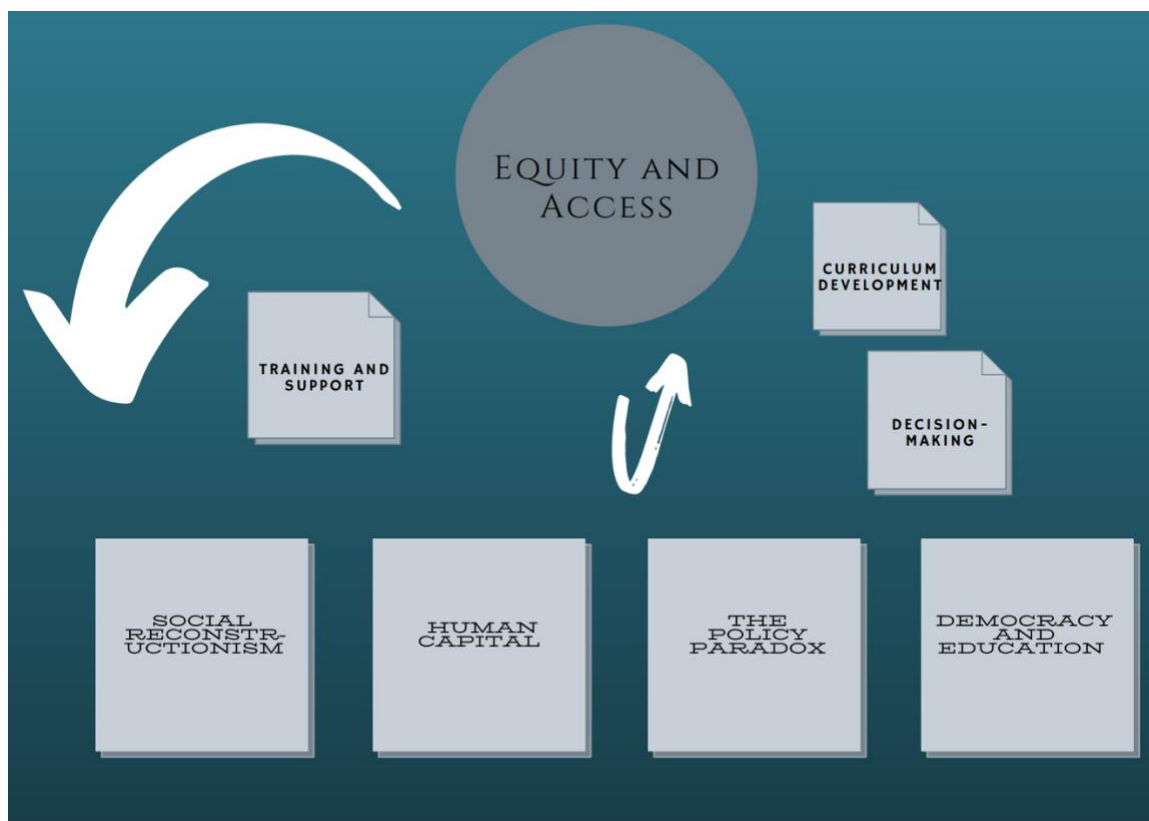 EQUITY AND
ACCESS
CURRICULUM
DEVELOPMENT
TRAINING AND
SUPPORT
DECISION-
MAKING
SOCIAL
RECONSTR-
UCTIONISM
HUMAN
CAPITAL
THE
POLICY
PARADOX
DEMOCRACY
AND
EDUCATION